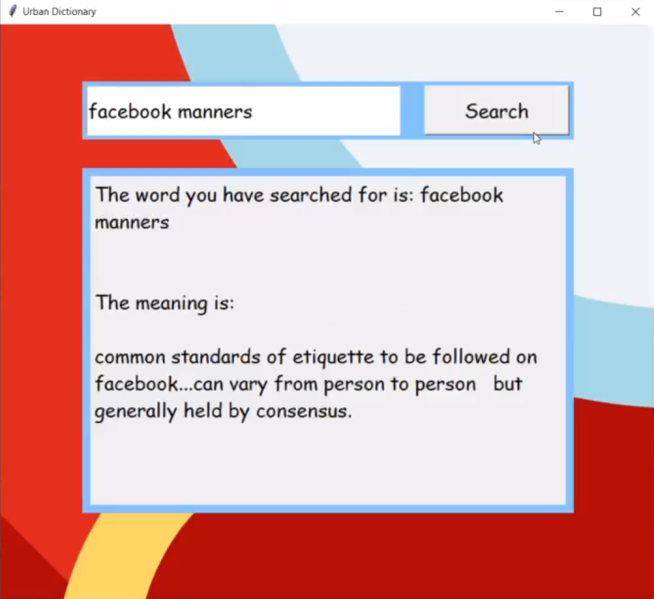 Urban Dictionary
facebook manners
Search
The word you have searched for is: facebook
manners
The meaning is:
common standards of etiquette to be followed on
facebook...can vary from person to person   but
generally held by consensus.